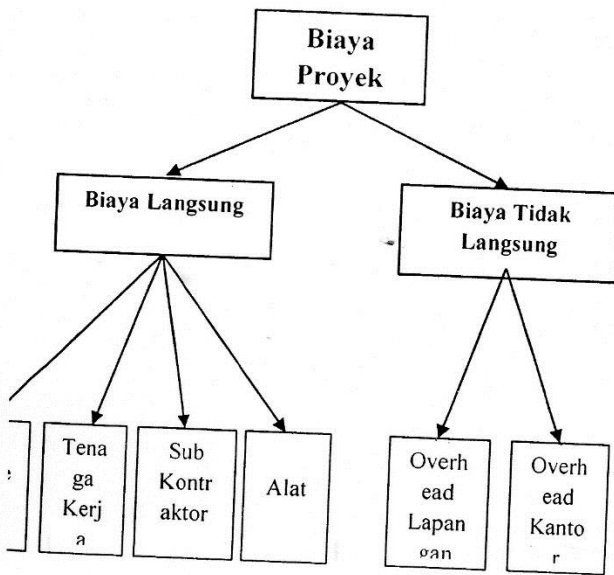 Biaya
Proyek
Biaya Langsung
Biaya Tidak
Langsung
e
Tena
ga
Kerj
a
Sub
Kontr
aktor
Alat
Overh
ead
Lapan
gan
Overh
ead
Kanto
r